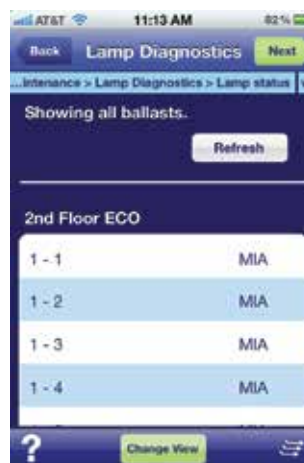 AT&T 11:13 AM 82%
Back Lamp Diagnostics Next
...intenance > Lamp Diagnostics > Lamp status
Showing all ballasts.
Refresh
2nd Floor ECO
1 - 1 MIA
1 - 2 MIA
1 - 3 MIA
1 - 4 MIA
? Change View